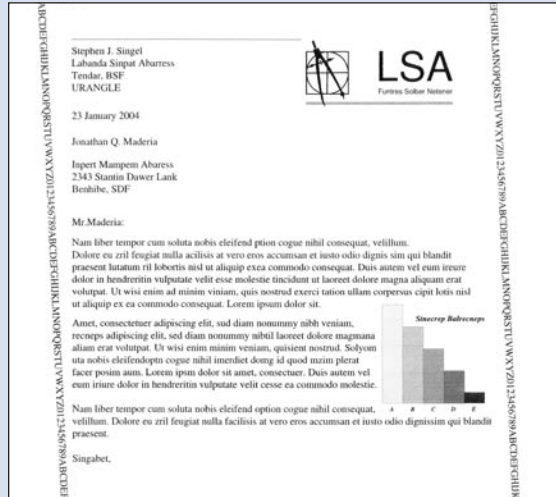 ABCDEFGHIJKLMNOPQRSTUVWXYZ0123456789ABCDEFGHIJKLMNOPQRSTUVWXYZ0123456789ABCDEF
Stephen J. Singel
Labanda Sinpat Abarress
Tendar, BSF
URANGLE
LSA
Funtres Solber Netener
23 January 2004
Jonathan Q. Maderia
Inpert Mampem Abaress
2343 Stantin Dawer Lank
Benhibe, SDF
Mr.Maderia:
Nam liber tempor cum soluta nobis eleifend ption cogue nihil consequat, velillum.
Dolore eu zril feugiat nulla acilisis at vero eros accumsan et iusto odio dignis sim qui blandit
praesent lutatum ril lobortis nisl ut aliquip exea commodo consequat. Duis autem vel eum ireure
dolor in hendreritin vulputate velit esse molestie tincidunt ut laoreet dolore magna aliquam erat
volutpat. Ut wisi enim ad minim viniam, quis nostrud exerci tation ullam corpersus cipit lotis nisl
ut aliquip ex ea commodo consequat. Lorem ipsum dolor sit.
Amet, consectetuer adipiscing elit, sud diam nonummy nibh veniam,
recneps adipiscing elit, sed diam nonummy nibtil laoreet dolore magmana
aliam erat volutpat. Ut wisi enim minim veniam, quisient nostrud. Solyom
uta nobis eleifendoptn cogue nihil imerdiet domg id quod mzim plerat
facer posim aum. Lorem ipsm dolor sit amet, consectuer. Duis autem vel
eum iriure dolor in hendreritin vulputate velit cesse ea commodo molestie.
Stnecrep Balrecneps
A B C D E
Nam liber tempor cum soluta nobis eleifend option cogue nihil consequat,
velillum. Dolore eu zril feugiat nulla facilisis at vero eros accumsan et iusto odio dignissim qui blandit
praesent.
Singabet,
EFGHIJKLMNOPQRSTUVWXYZ0123456789ABCDEFGHIJKLMNOPQRSTUVWXYZ0123456789ABCDEFGHIJK